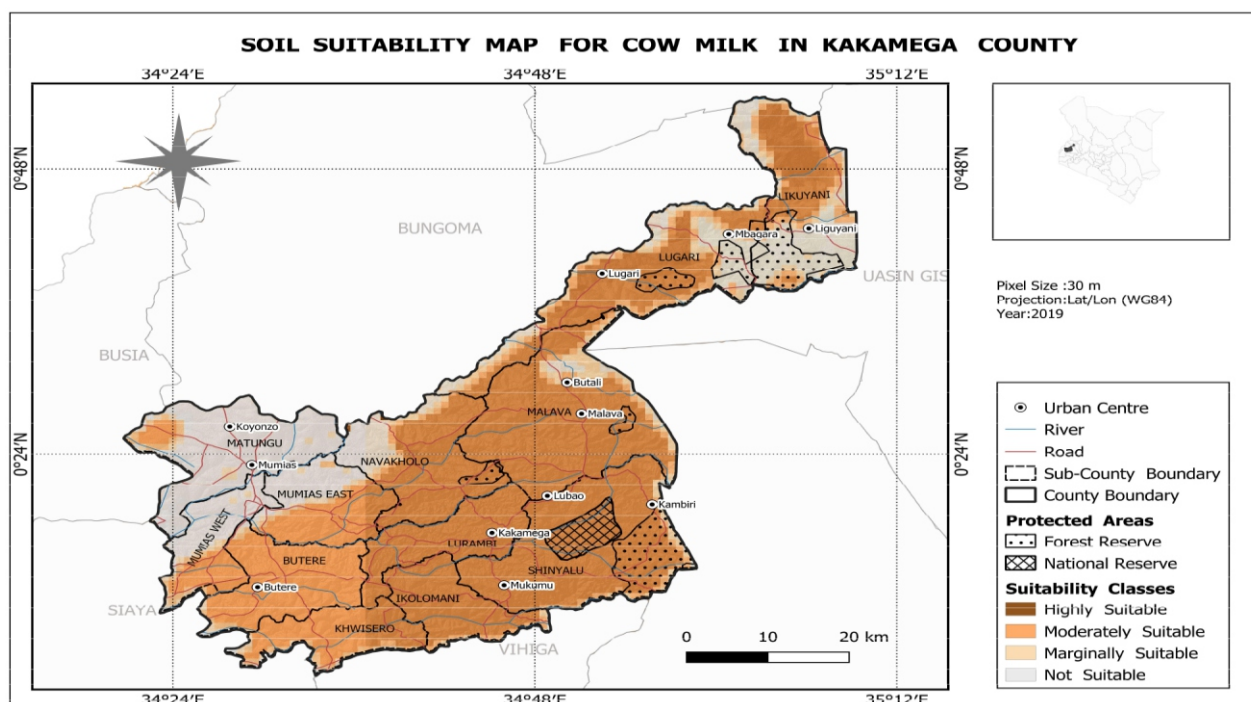 SOIL SUITABILITY MAP FOR COW MILK IN KAKAMEGA COUNTY
34°24'E
34°48'E
35°12'E
0°48'N
0°48'N
LIKUYANI
BUNGOMA
Mbagara
Liguyani
LUGARI
Lugari
UASIN GIS
BUSIA
Butali
MALAVA
Malava
Koyonzo
MATUNGU
0°24'N
0°24'N
Mumias
NAVAKHOLO
MUMIAS EAST
Lubao
Kambiri
MUMIAS WEST
Kakamega
LURAMBI
BUTERE
SHINYALU
Butere
Mukumu
IKOLOMANI
SIAYA
KHWISERO
VIHIGA
0 10 20 km
34°24'E
34°48'E
35°12'E
Pixel Size :30 m
Projection:Lat/Lon (WG84)
Year:2019
Legend
Urban Centre
River
Road
Sub-County Boundary
County Boundary
Protected Areas
Forest Reserve
National Reserve
Suitability Classes
Highly Suitable
Moderately Suitable
Marginally Suitable
Not Suitable